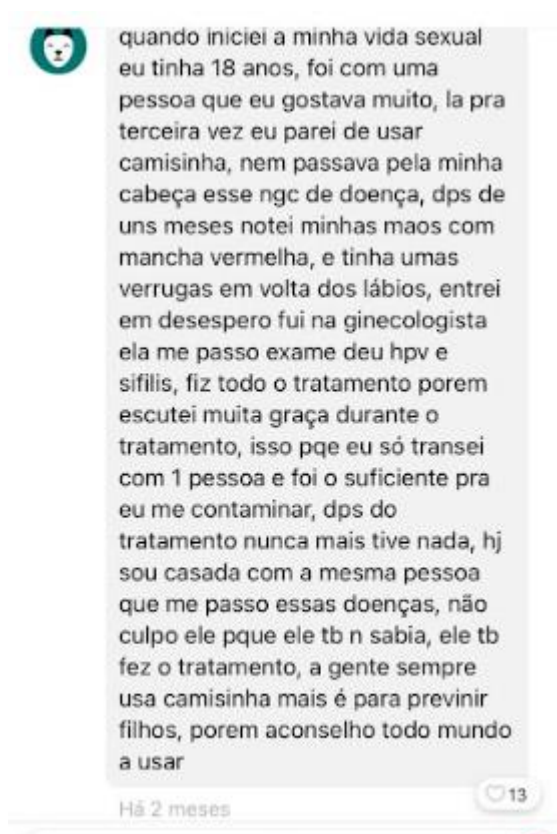 quando iniciei a minha vida sexual
eu tinha 18 anos, foi com uma
pessoa que eu gostava muito, la pra
terceira vez eu parei de usar
camisinha, nem passava pela minha
cabeça esse ngc de doença, dps de
uns meses notei minhas maos com
mancha vermelha, e tinha umas
verrugas em volta dos lábios, entrei
em desespero fui na ginecologista
ela me passo exame deu hpv e
sifilis, fiz todo o tratamento porem
escutei muita graça durante o
tratamento, isso pqe eu só transei
com 1 pessoa e foi o suficiente pra
eu me contaminar, dps do
tratamento nunca mais tive nada, hj
sou casada com a mesma pessoa
que me passo essas doenças, não
culpo ele pque ele tb n sabia, ele tb
fez o tratamento, a gente sempre
usa camisinha mais é para previnir
filhos, porem aconselho todo mundo
a usar
13
Há 2 meses